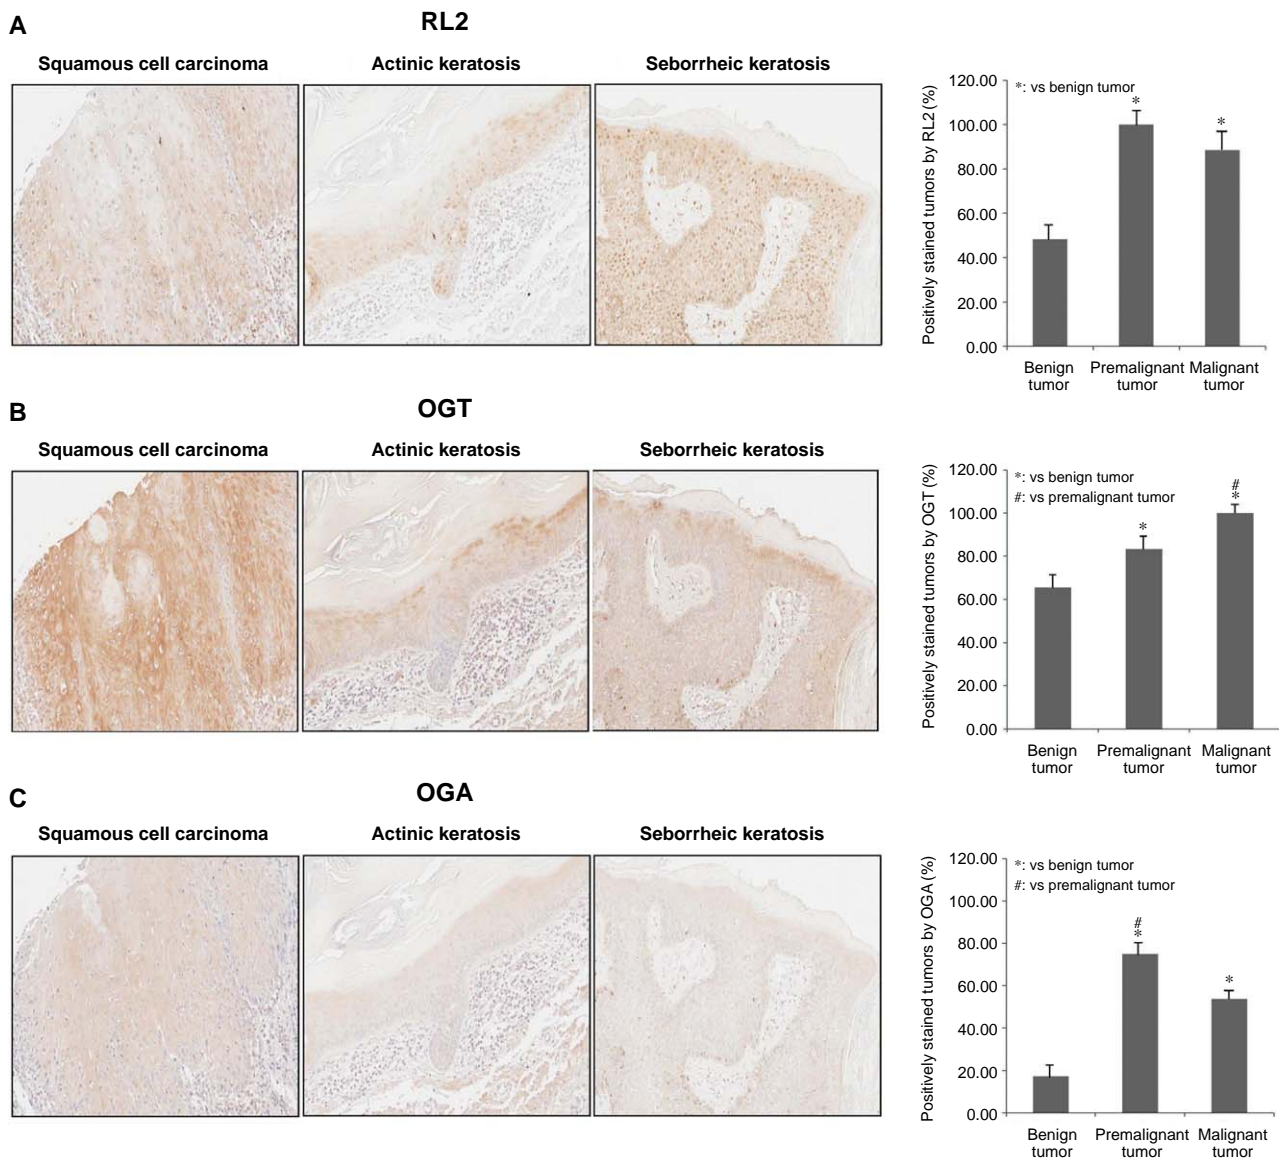 A
RL2
Squamous cell carcinoma
Actinic keratosis
Seborrheic keratosis
Positively stained tumors by RL2 (%)
*: vs benign tumor
120.00
100.00
80.00
60.00
40.00
20.00
0.00
*
*
Benign tumor
Premalignant tumor
Malignant tumor
B
OGT
Squamous cell carcinoma
Actinic keratosis
Seborrheic keratosis
Positively stained tumors by OGT (%)
*: vs benign tumor
#: vs premalignant tumor
120.00
100.00
80.00
60.00
40.00
20.00
0.00
*
#
*
Benign tumor
Premalignant tumor
Malignant tumor
C
OGA
Squamous cell carcinoma
Actinic keratosis
Seborrheic keratosis
Positively stained tumors by OGA (%)
*: vs benign tumor
#: vs premalignant tumor
120.00
100.00
80.00
60.00
40.00
20.00
0.00
#
*
*
Benign tumor
Premalignant tumor
Malignant tumor